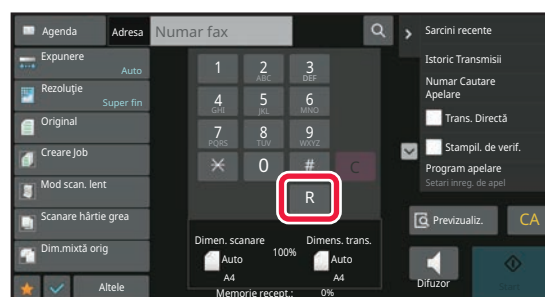 Agenda
Adresa
Numar fax
Expunere
Auto
Rezoluție
Super fin
Original
Creare Job
Mod scan. lent
Scanare hârtie grea
Dim.mixtă orig
Altele
1
2
ABC
3
DEF
4
GHI
5
JKL
6
MNO
7
PQRS
8
TUV
9
WXYZ
0
#
C
R
Dimen. scanare
100%
Dimens. trans.
Auto
A4
Auto
A4
Memorie recept.:
0%
Sarcini recente
Istoric Transmisii
Numar Cautare
Apelare
Trans. Directă
Stampil. de verif.
Program apelare
Setari inreg. de apel
Previzualiz.
CA
Difuzor
Start